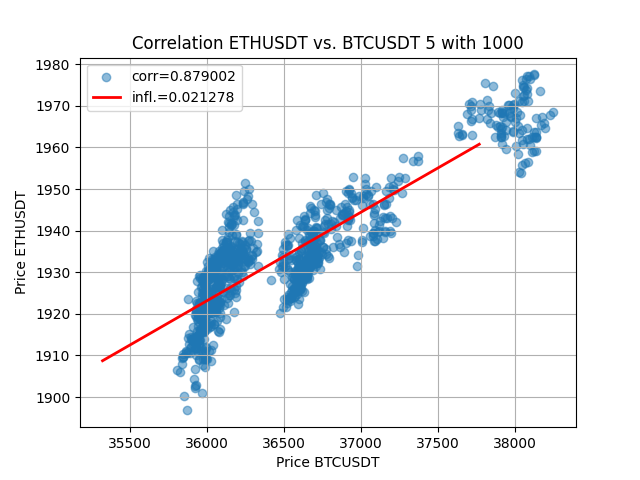 Correlation ETHUSDT vs. BTCUSDT 5 with 1000
corr=0.879002
infl.=0.021278
Price ETHUSDT
1980
1970
1960
1950
1940
1930
1920
1910
1900
35500 36000 36500 37000 37500 38000
Price BTCUSDT